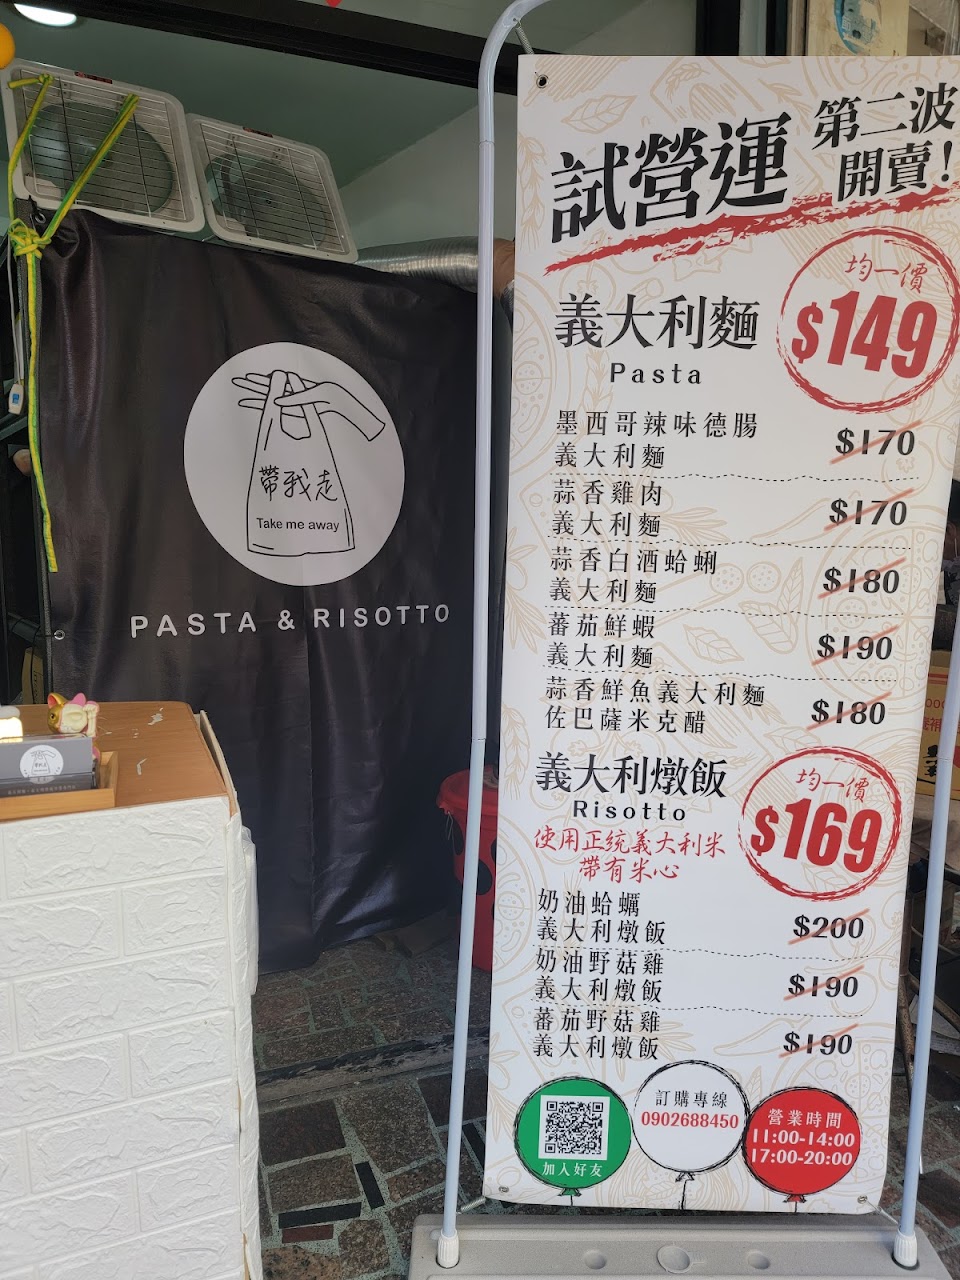 帶我走
Take me away
PASTA & RISOTTO
試營運
第二波
開賣!
均一價
$149
義大利麵
Pasta
墨西哥辣味德腸
義大利麵
$170
蒜香雞肉
義大利麵
$170
蒜香白酒蛤蜊
義大利麵
$180
蕃茄鮮蝦
義大利麵
$190
蒜香鮮魚義大利麵
佐巴薩米克醋
$180
義大利燉飯
Risotto
均一價
$169
使用正統義大利米
帶有米心
奶油蛤蠣
義大利燉飯
$200
奶油野菇雞
義大利燉飯
$190
蕃茄野菇雞
義大利燉飯
$190
加入好友
訂購專線
0902688450
營業時間
11:00-14:00
17:00-20:00